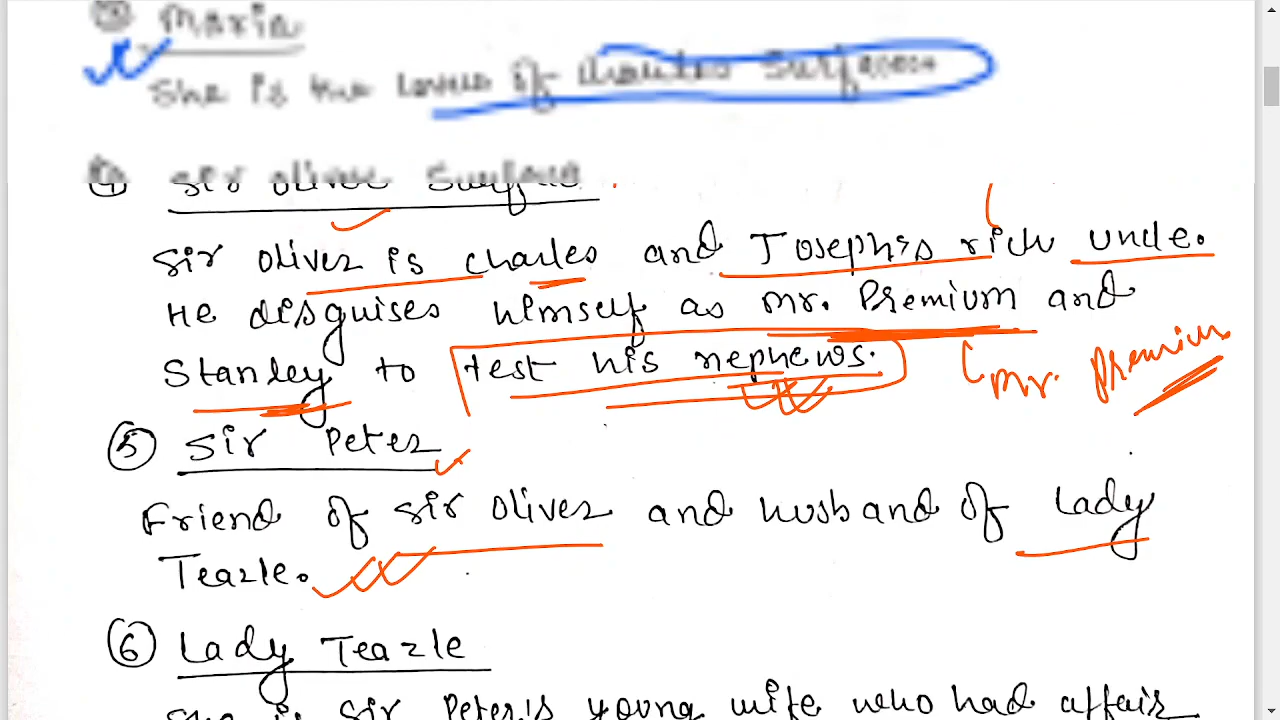 ③ Maria
She is the lover of Charles Surface.
④ Sir Oliver Surface
Sir Oliver is Charles and Joseph's rich uncle.
He disguises himself as Mr. Premium and
Stanley to test his nephews.
Mr. Premium
⑤ Sir Peter
Friend of Sir Oliver and husband of Lady
Teazle.
⑥ Lady Teazle
She is Sir Peter's young wife who had affair